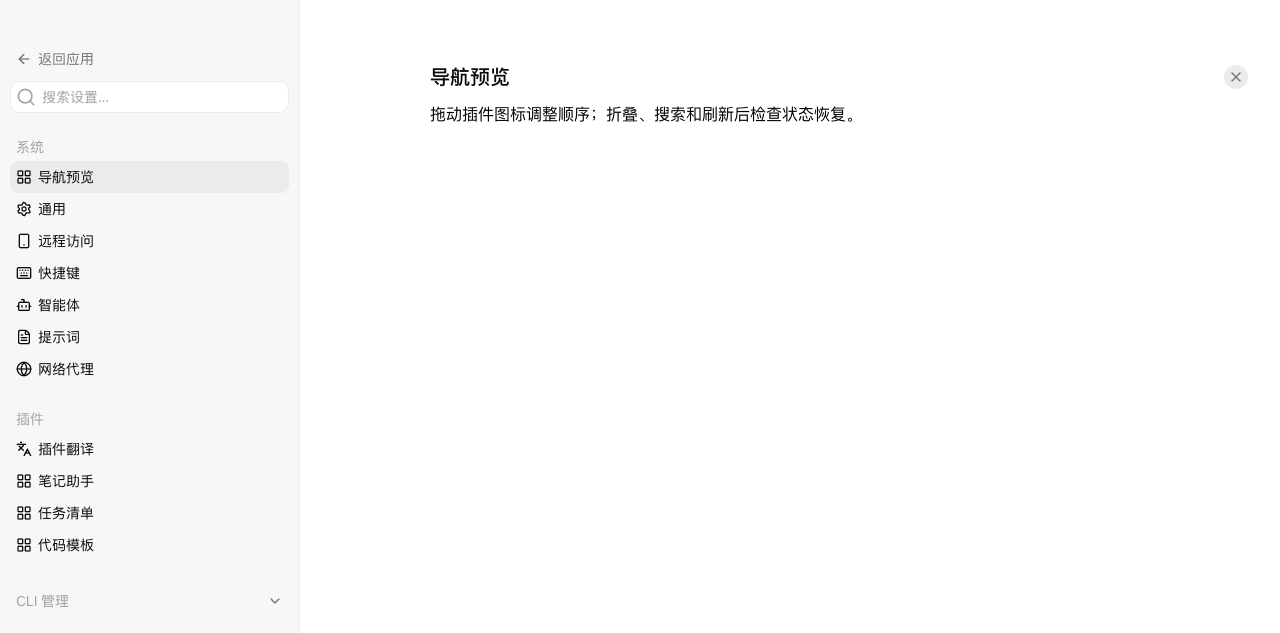 返回应用
搜索设置...
系统
导航预览
通用
远程访问
快捷键
智能体
提示词
网络代理
插件
插件翻译
笔记助手
任务清单
代码模板
CLI 管理
导航预览
拖动插件图标调整顺序；折叠、搜索和刷新后检查状态恢复。